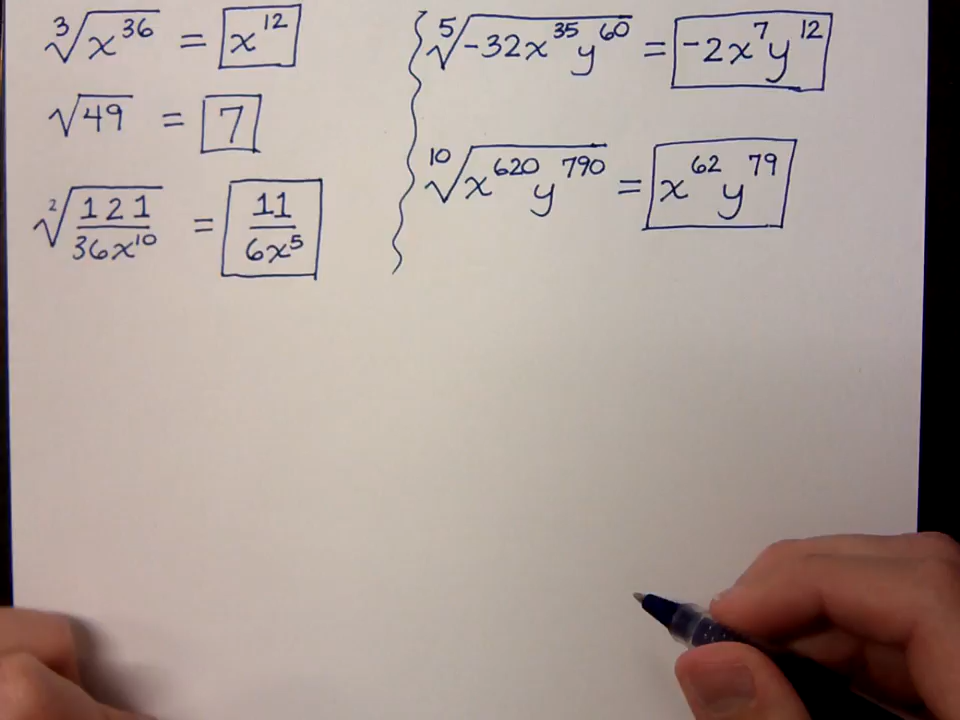 ∛x³⁶ = x¹²
√49 = 7
²√(121/36x¹⁰) = 11/6x⁵
⁵√(-32x³⁵y⁶⁰) = -2x⁷y¹²
¹⁰√(x⁶²⁰y⁷⁹⁰) = x⁶²y⁷⁹